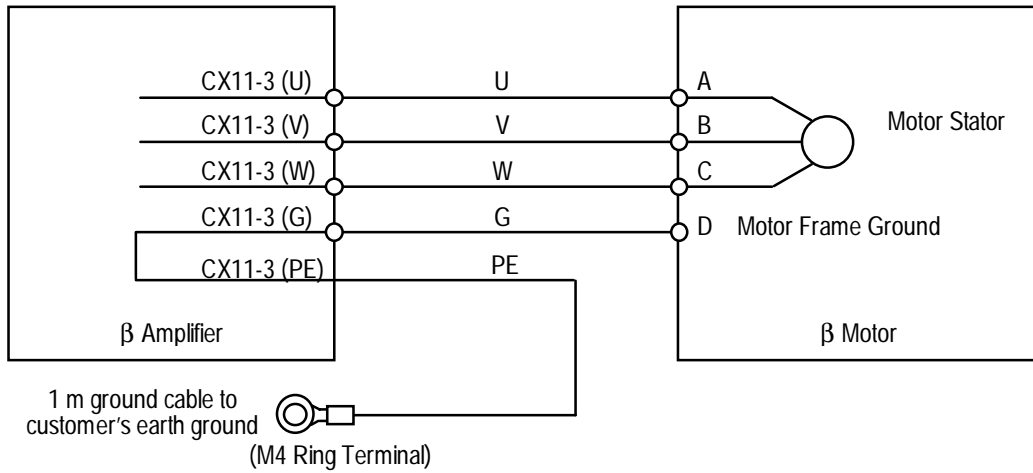 CX11-3 (U) U A
CX11-3 (V) V B Motor Stator
CX11-3 (W) W C
CX11-3 (G) G D Motor Frame Ground
CX11-3 (PE) PE
β Amplifier β Motor
1 m ground cable to
customer's earth ground
(M4 Ring Terminal)